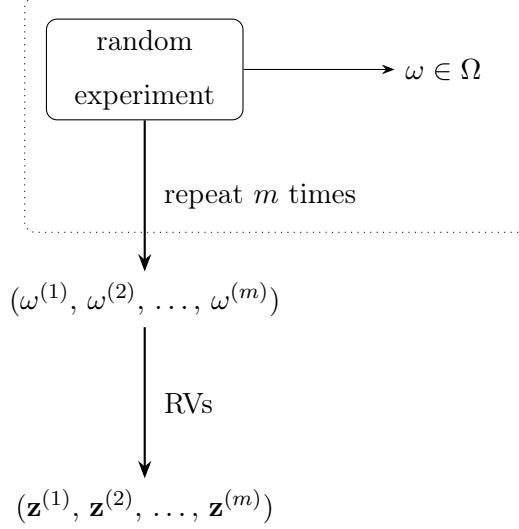 random
experiment
ω ∈ Ω
repeat m times
(ω⁽¹⁾, ω⁽²⁾, …, ω⁽ᵐ⁾)
RVs
(𝐳⁽¹⁾, 𝐳⁽²⁾, …, 𝐳⁽ᵐ⁾)